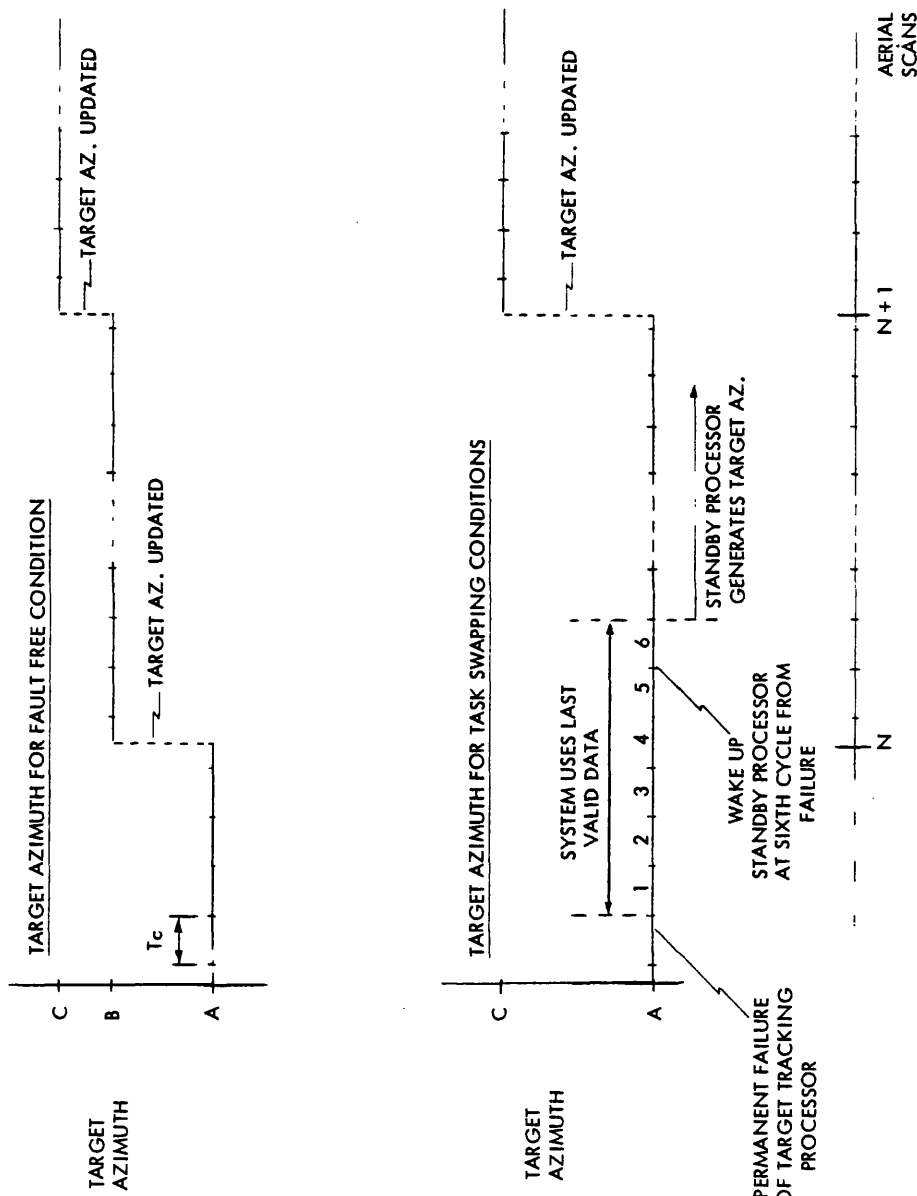 TARGET AZIMUTH FOR FAULT FREE CONDITION
TARGET
AZIMUTH
C
B
A
Tc
TARGET AZ. UPDATED
TARGET AZ. UPDATED
TARGET AZIMUTH FOR TASK SWAPPING CONDITIONS
TARGET
AZIMUTH
C
A
SYSTEM USES LAST
VALID DATA
1 2 3 4 5 6
TARGET AZ. UPDATED
PERMANENT FAILURE
OF TARGET TRACKING
PROCESSOR
WAKE UP
STANDBY PROCESSOR
AT SIXTH CYCLE FROM
FAILURE
STANDBY PROCESSOR
GENERATES TARGET AZ.
N
N + 1
AERIAL
SCANS